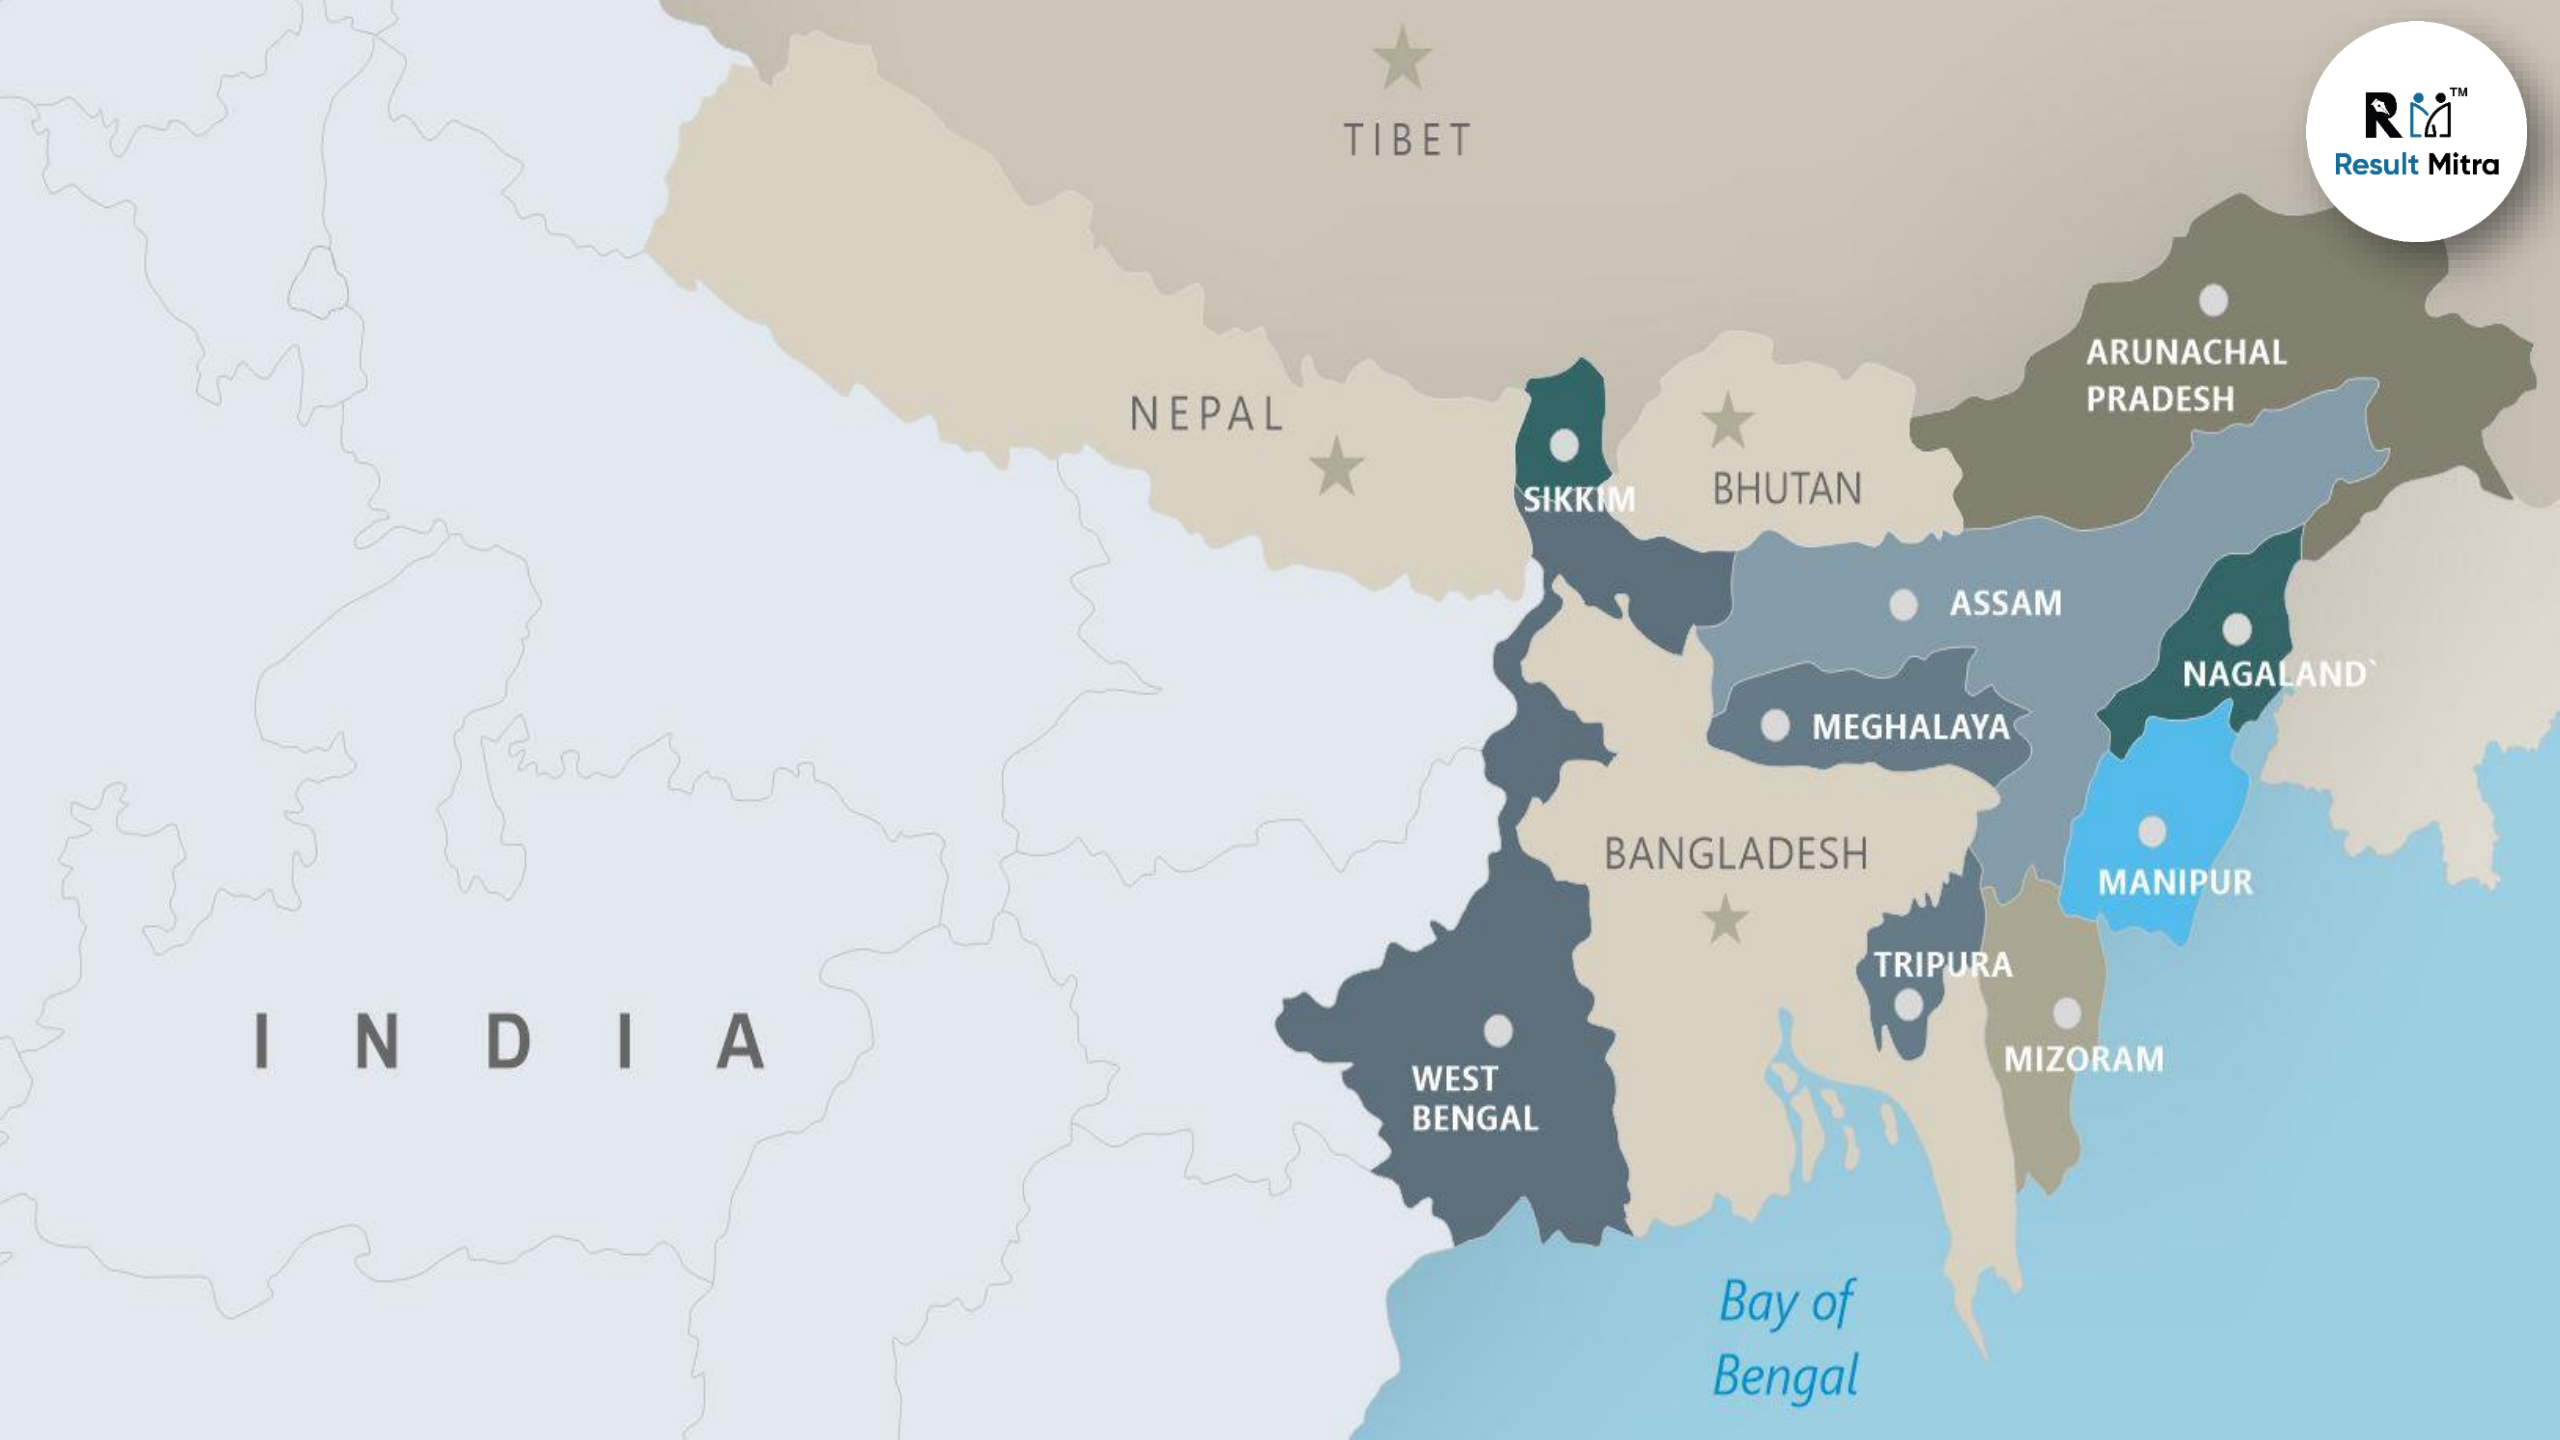 TIBET
R TM
Result Mitra
ARUNACHAL
PRADESH
NEPAL
SIKKIM
BHUTAN
ASSAM
NAGALAND`
MEGHALAYA
BANGLADESH
MANIPUR
TRIPURA
INDIA
MIZORAM
WEST
BENGAL
Bay of
Bengal